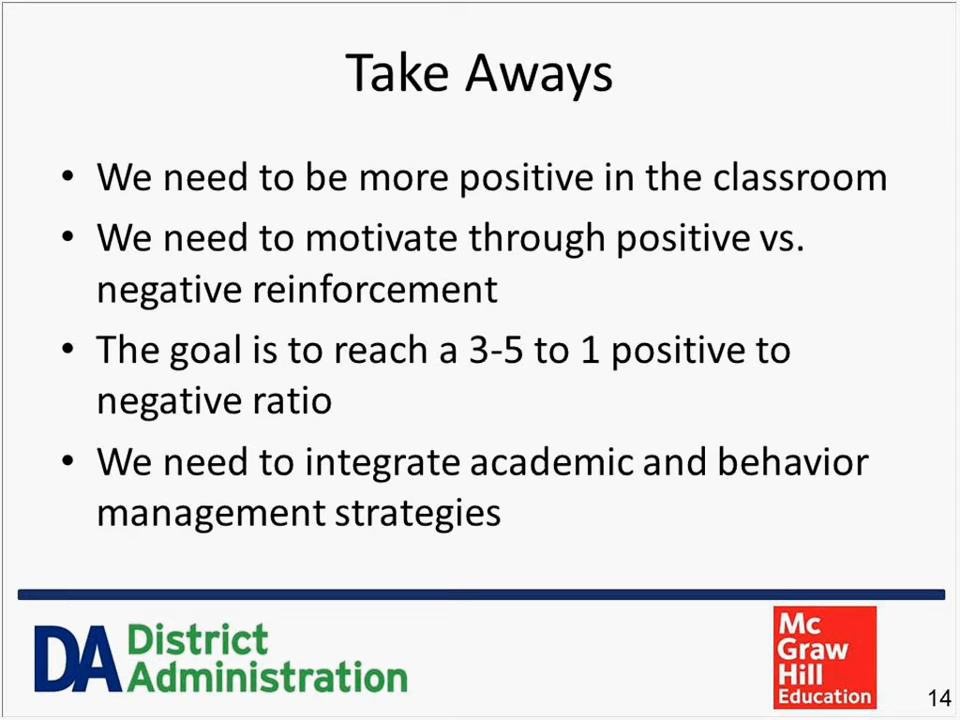 Take Aways
• We need to be more positive in the classroom
• We need to motivate through positive vs.
negative reinforcement
• The goal is to reach a 3-5 to 1 positive to
negative ratio
• We need to integrate academic and behavior
management strategies
DA District
Administration
Mc
Graw
Hill
Education
14